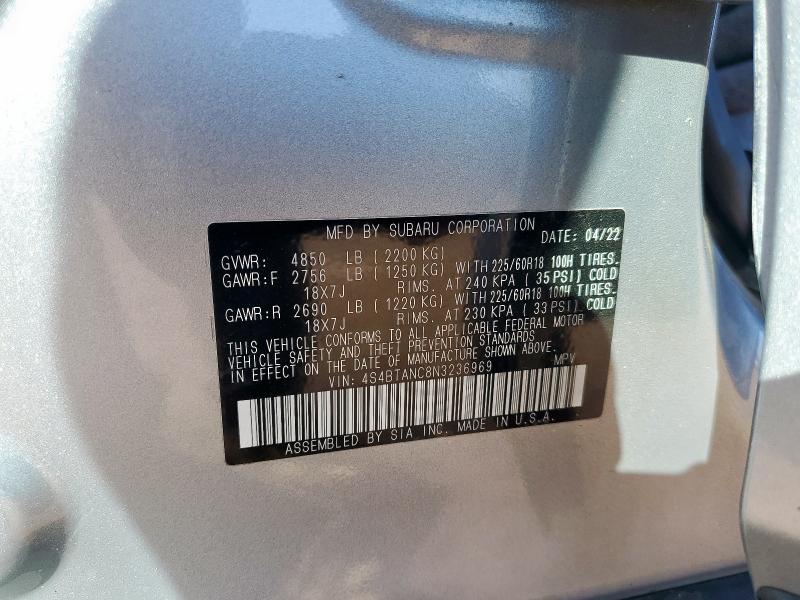 MFD BY SUBARU CORPORATION DATE: 04/22
GVWR: 4850 LB ( 2200 KG)
GAWR:F 2756 LB ( 1250 KG) WITH 225/60R18 100H TIRES.
18X7J RIMS. AT 240 KPA ( 35 PSI) COLD
GAWR:R 2690 LB ( 1220 KG) WITH 225/60R18 100H TIRES.
18X7J RIMS. AT 230 KPA ( 33 PSI) COLD
THIS VEHICLE CONFORMS TO ALL APPLICABLE FEDERAL MOTOR
VEHICLE SAFETY AND THEFT PREVENTION STANDARDS
IN EFFECT ON THE DATE OF MANUFACTURE SHOWN ABOVE.
VIN: 4S4BTANC8N3236969 MPV
ASSEMBLED BY SIA INC. MADE IN U.S.A.